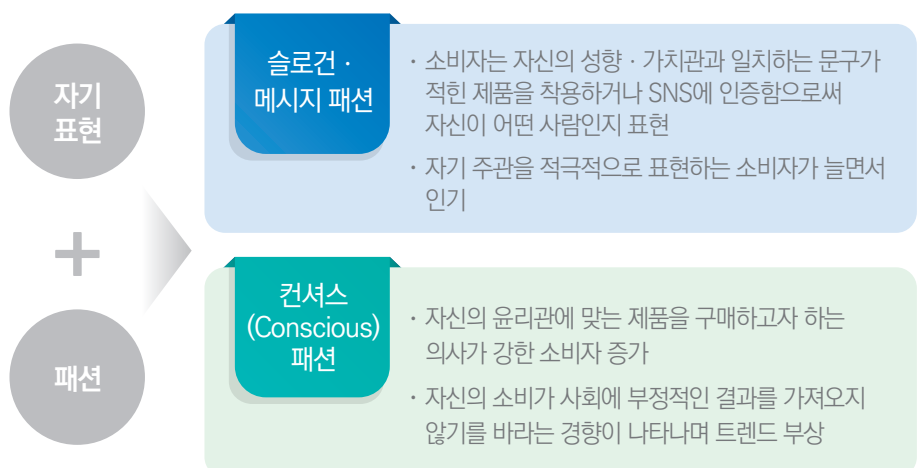 자기
표현
+
패션
슬로건 ·
메시지 패션
· 소비자는 자신의 성향 · 가치관과 일치하는 문구가
적힌 제품을 착용하거나 SNS에 인증함으로써
자신이 어떤 사람인지 표현
· 자기 주관을 적극적으로 표현하는 소비자가 늘면서
인기
컨셔스
(Conscious)
패션
· 자신의 윤리관에 맞는 제품을 구매하고자 하는
의사가 강한 소비자 증가
· 자신의 소비가 사회에 부정적인 결과를 가져오지
않기를 바라는 경향이 나타나며 트렌드 부상